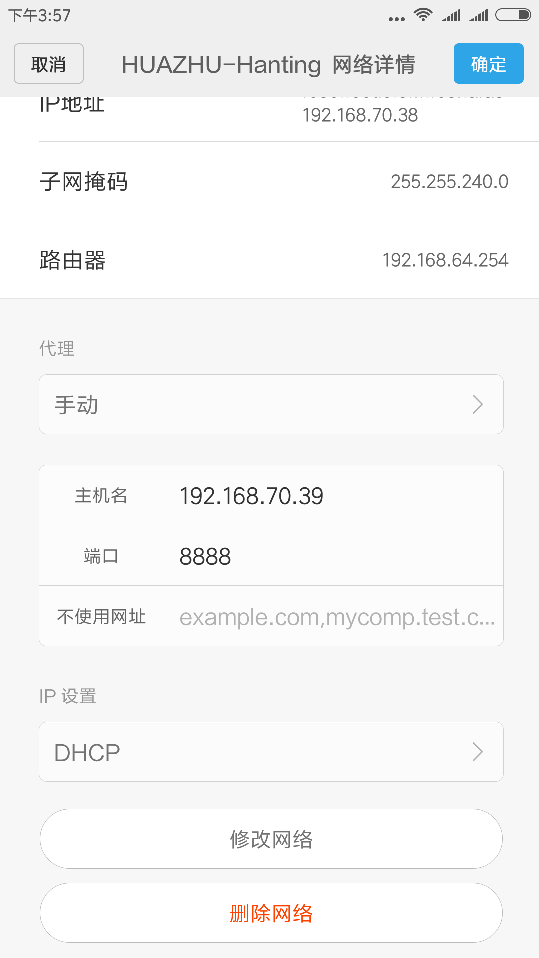 下午3:57
取消
HUAZHU-Hanting 网络详情
确定
IP地址
192.168.70.38
子网掩码
255.255.240.0
路由器
192.168.64.254
代理
手动
主机名
192.168.70.39
端口
8888
不使用网址
example.com,mycomp.test.c...
IP 设置
DHCP
修改网络
删除网络